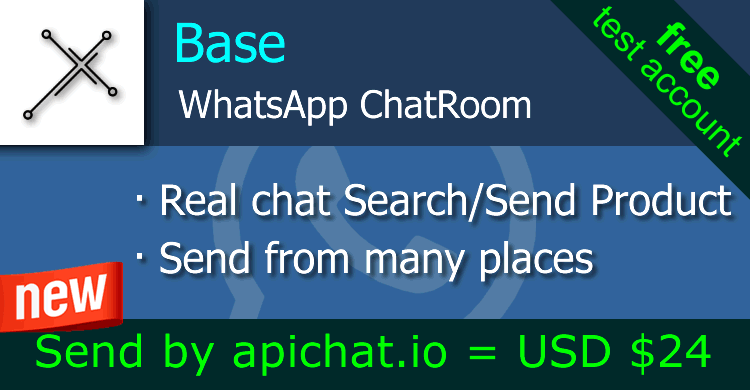 Base
WhatsApp ChatRoom
free
test account
· Real chat Search/Send Product
· Send from many places
new
Send by apichat.io = USD $24